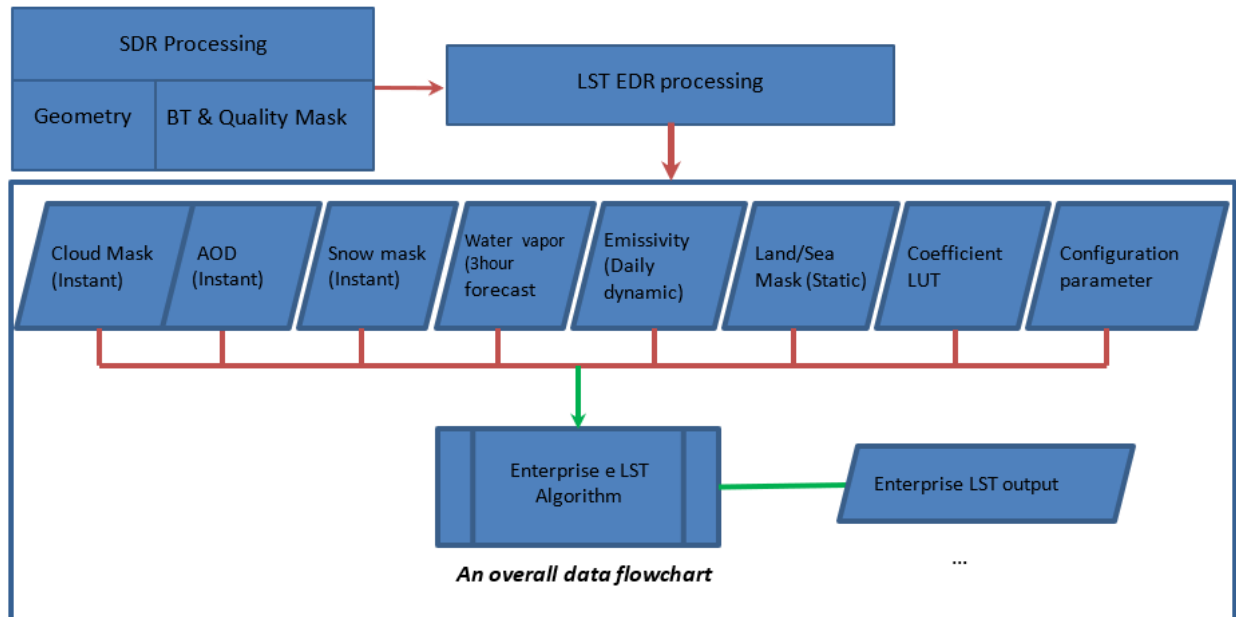 SDR Processing
Geometry
BT & Quality Mask
LST EDR processing
Cloud Mask
(Instant)
AOD
(Instant)
Snow mask
(Instant)
Water vapor
(3hour
forecast
Emissivity
(Daily
dynamic)
Land/Sea
Mask (Static)
Coefficient
LUT
Configuration
parameter
Enterprise e LST
Algorithm
Enterprise LST output
An overall data flowchart
...